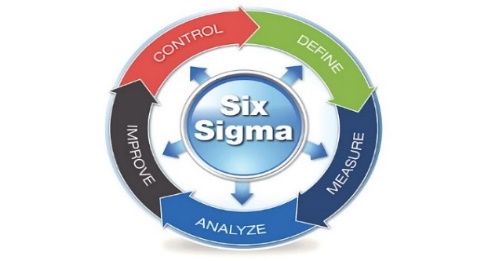 Six
Sigma
DEFINE
MEASURE
ANALYZE
IMPROVE
CONTROL